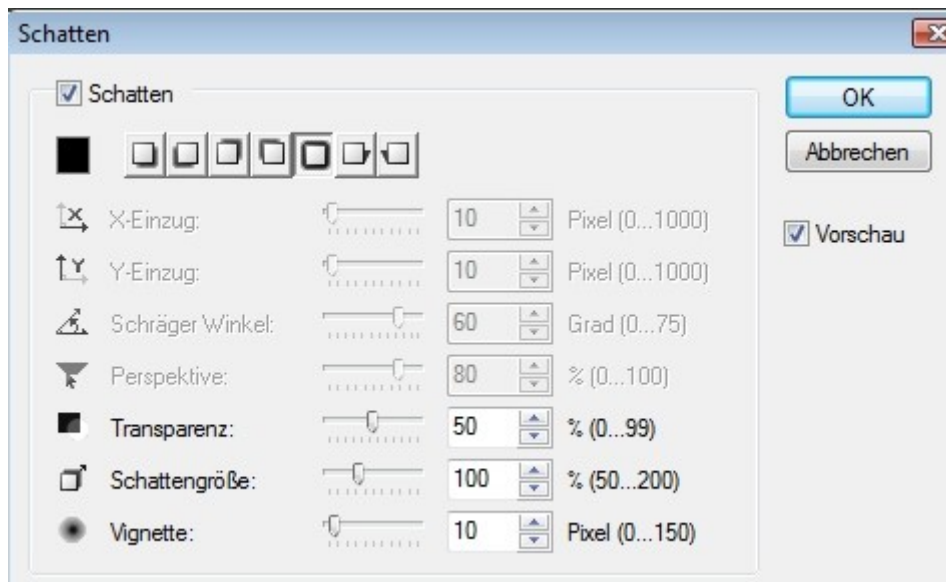 Schatten
Schatten
OK
Abbrechen
X-Einzug: 10 Pixel (0...1000)
Vorschau
Y-Einzug: 10 Pixel (0...1000)
Schräger Winkel: 60 Grad (0...75)
Perspektive: 80 % (0...100)
Transparenz: 50 % (0...99)
Schattengröße: 100 % (50...200)
Vignette: 10 Pixel (0...150)